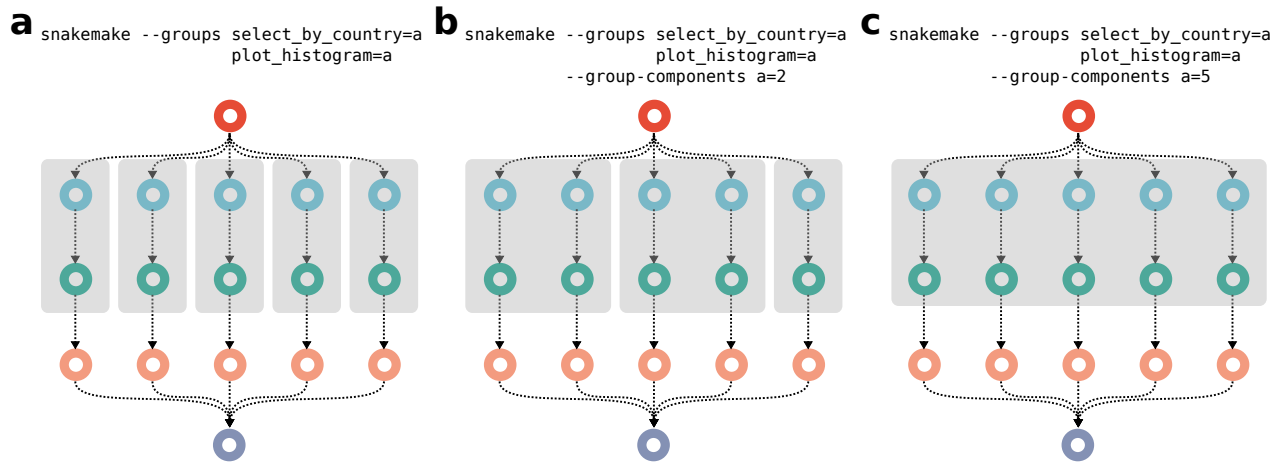 a
snakemake --groups select_by_country=a
plot_histogram=a
b
snakemake --groups select_by_country=a
plot_histogram=a
--group-components a=2
c
snakemake --groups select_by_country=a
plot_histogram=a
--group-components a=5